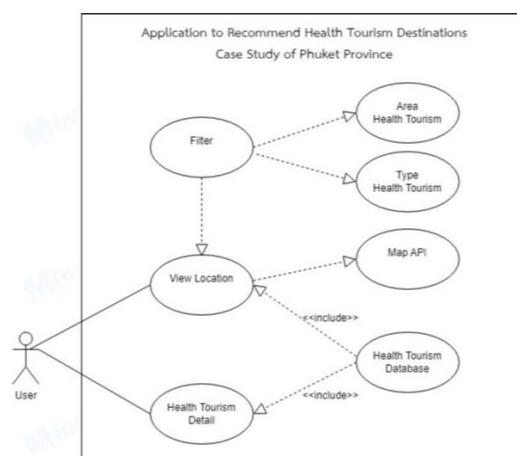 Application to Recommend Health Tourism Destinations
Case Study of Phuket Province
Area
Health Tourism
Filter
Type
Health Tourism
Map API
View Location
<<include>>
Health Tourism
Database
User
<<include>>
Health Tourism
Detail